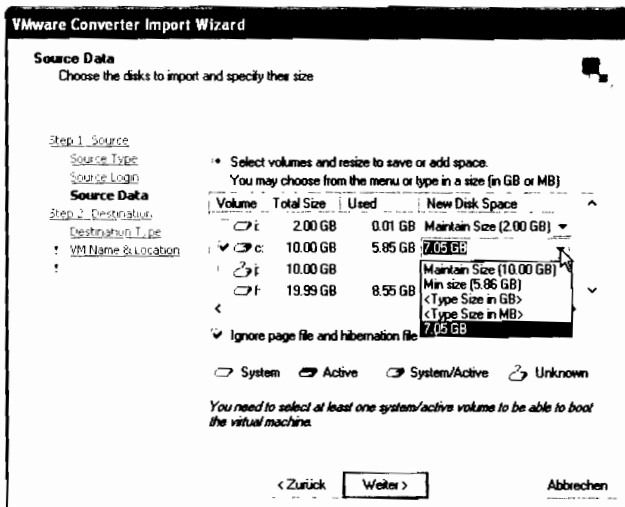 VMware Converter Import Wizard
Source Data
Choose the disks to import and specify their size
Step 1 Source
Source Type
Source Login
Source Data
Step 2 Destination
Destination Type
! VM Name & Location
!
Select volumes and resize to save or add space.
You may choose from the menu or type in a size (in GB or MB)
Volume Total Size Used New Disk Space
2.00 GB 0.01 GB Maintain Size (2.00 GB)
c: 10.00 GB 5.85 GB 7.05 GB
10.00 GB
19.99 GB 8.55 GB
Maintain Size (10.00 GB)
Min size (5.86 GB)
<Type Size in GB>
<Type Size in MB>
7.05 GB
Ignore page file and hibernation file
System Active System/Active Unknown
You need to select at least one system/active volume to be able to boot
the virtual machine.
< Zurück Weiter > Abbrechen